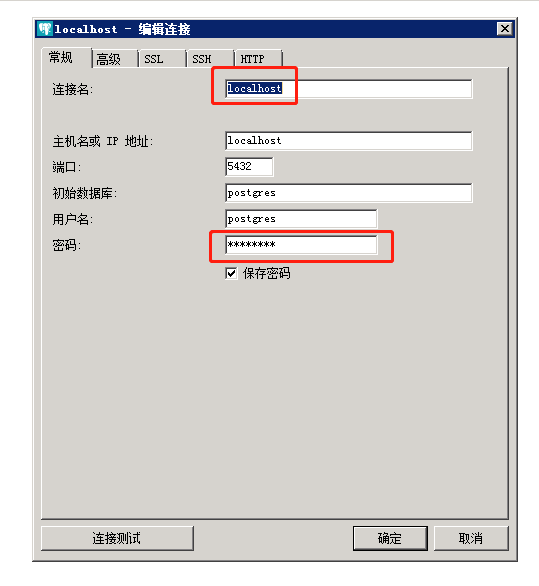 localhost - 编辑连接
常规 高级 SSL SSH HTTP
连接名: localhost
主机名或 IP 地址: localhost
端口: 5432
初始数据库: postgres
用户名: postgres
密码: ********
保存密码
连接测试 确定 取消